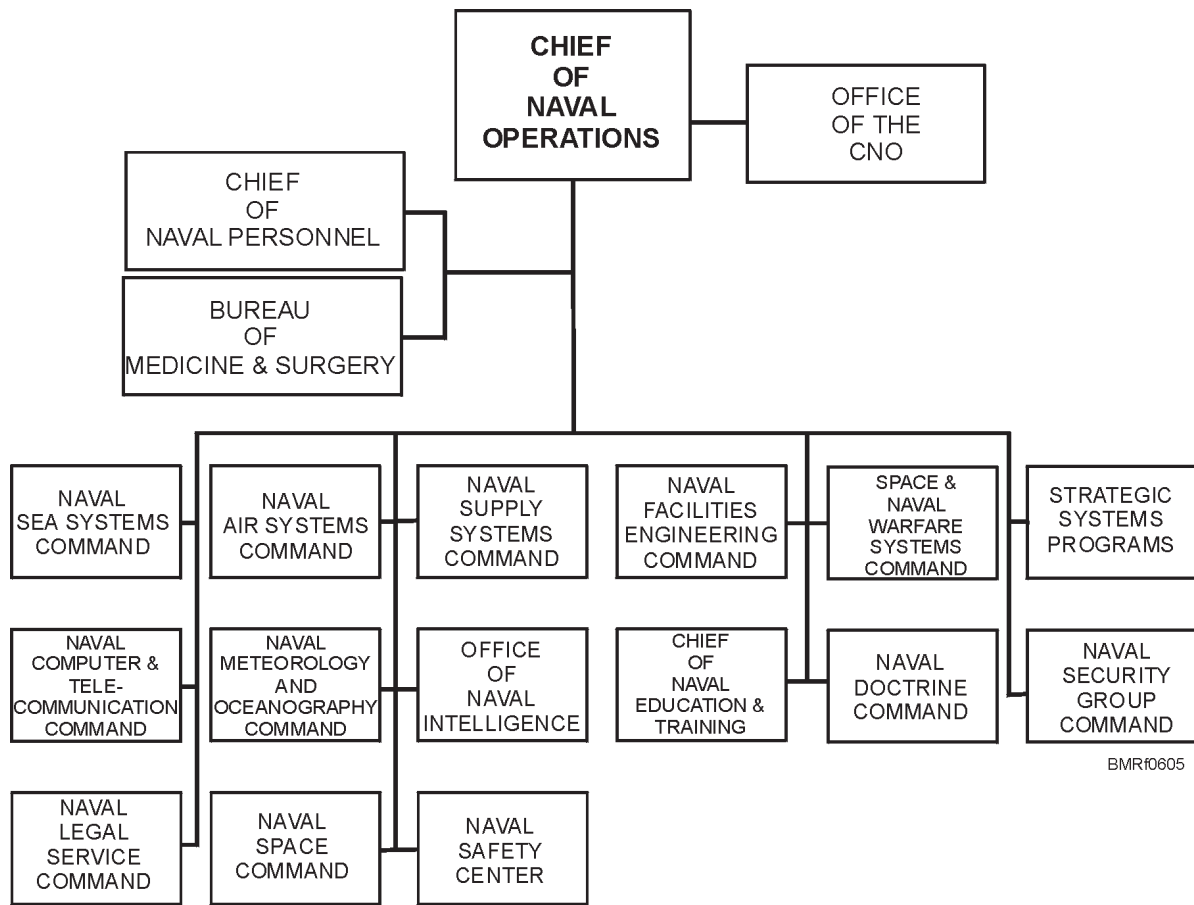 CHIEF
OF
NAVAL
OPERATIONS
OFFICE
OF THE
CNO
CHIEF
OF
NAVAL PERSONNEL
BUREAU
OF
MEDICINE & SURGERY
NAVAL
SEA SYSTEMS
COMMAND
NAVAL
AIR SYSTEMS
COMMAND
NAVAL
SUPPLY
SYSTEMS
COMMAND
NAVAL
FACILITIES
ENGINEERING
COMMAND
SPACE &
NAVAL
WARFARE
SYSTEMS
COMMAND
STRATEGIC
SYSTEMS
PROGRAMS
NAVAL
COMPUTER &
TELE-
COMMUNICATION
COMMAND
NAVAL
METEOROLOGY
AND
OCEANOGRAPHY
COMMAND
OFFICE
OF
NAVAL
INTELLIGENCE
CHIEF
OF
NAVAL
EDUCATION &
TRAINING
NAVAL
DOCTRINE
COMMAND
NAVAL
SECURITY
GROUP
COMMAND
BMRf0605
NAVAL
LEGAL
SERVICE
COMMAND
NAVAL
SPACE
COMMAND
NAVAL
SAFETY
CENTER